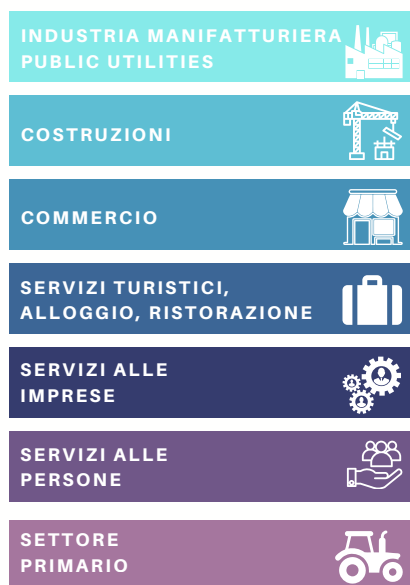 INDUSTRIA MANIFATTURIERA
PUBLIC UTILITIES
COSTRUZIONI
COMMERCIO
SERVIZI TURISTICI,
ALLOGGIO, RISTORAZIONE
SERVIZI ALLE
IMPRESE
SERVIZI ALLE
PERSONE
SETTORE
PRIMARIO